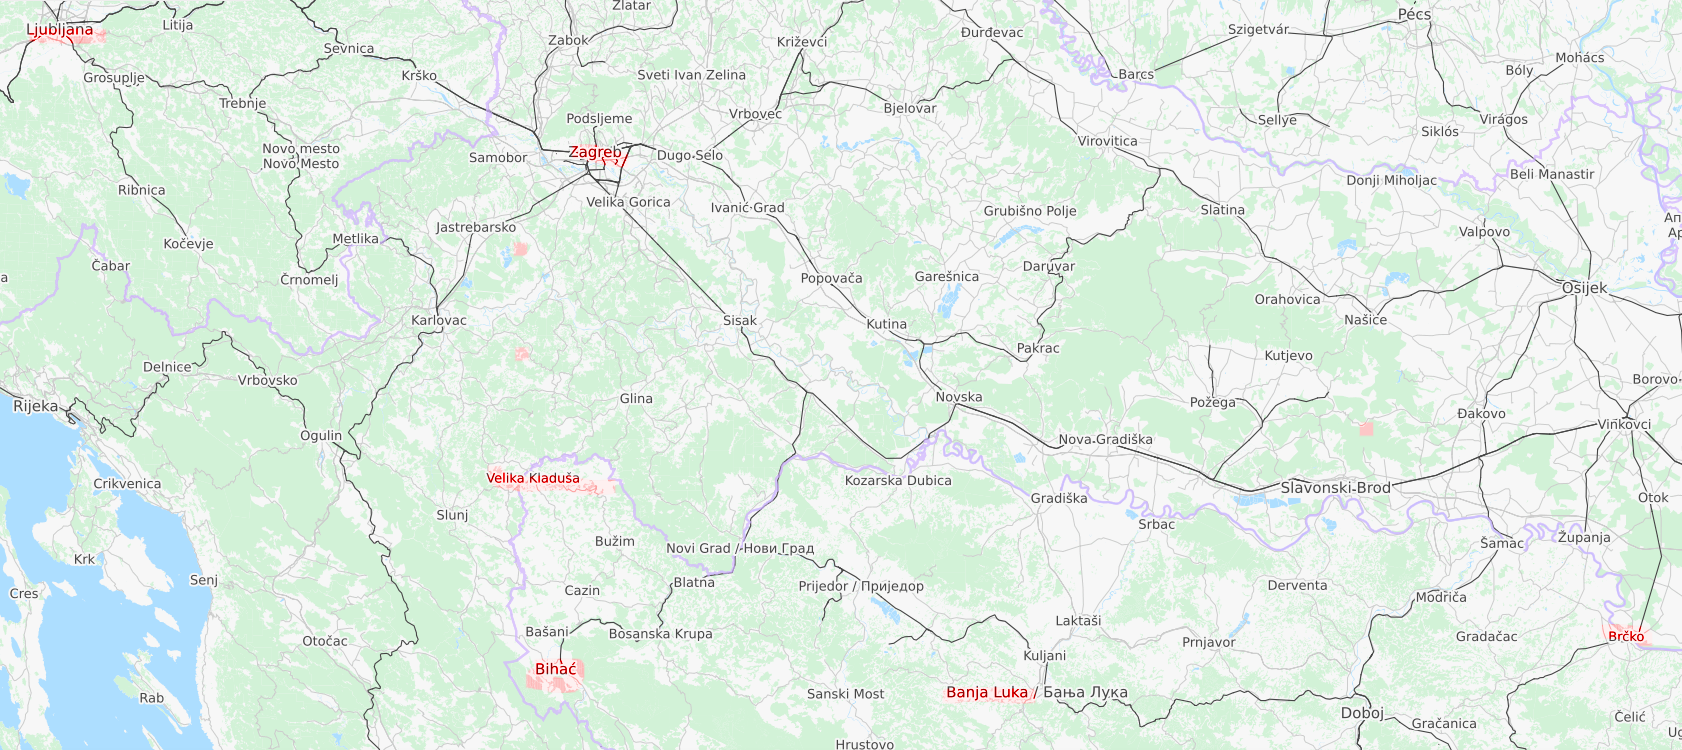 Zlatar
Pécs
Litija
Ljubljana
Szigetvár
Đurđevac
Zabok
Križevci
Sevnica
Mohács
Bóly
Grosuplje
Krško
Sveti Ivan Zelina
Barcs
Trebnje
Bjelovar
Vrbovec
Podsljeme
Sellye
Virágos
Siklós
Virovitica
Novo mesto
/Novo Mesto
Zagreb
Dugo Selo
Samobor
Beli Manastir
Donji Miholjac
Ribnica
Velika Gorica
Ivanić-Grad
Grubišno Polje
Slatina
Ап
Ар
Jastrebarsko
Valpovo
Metlika
Kočevje
Čabar
Daruvar
a
Črnomelj
Popovača
Garešnica
Osijek
Orahovica
Karlovac
Sisak
Kutina
Našice
Pakrac
Kutjevo
Delnice
Vrbovsko
Borovo
Rijeka
Glina
Novska
Požega
Đakovo
Vinkovci
Ogulin
Nova Gradiška
Velika Kladuša
Kozarska Dubica
Crikvenica
Slavonski-Brod
Gradiška
Otok
Slunj
Srbac
Bužim
Županja
Šamac
Novi Grad / Нови Град
Krk
Senj
Blatna
Prijedor / Приједор
Derventa
Cres
Cazin
Modriča
Laktaši
Bašani
Bosanska Krupa
Otočac
Prnjavor
Gradačac
Brčko
Kuljani
Bihać
Rab
Sanski Most
Banja Luka / Бања Лука
Doboj
Gračanica
Čelić
Ug
Hrustovo